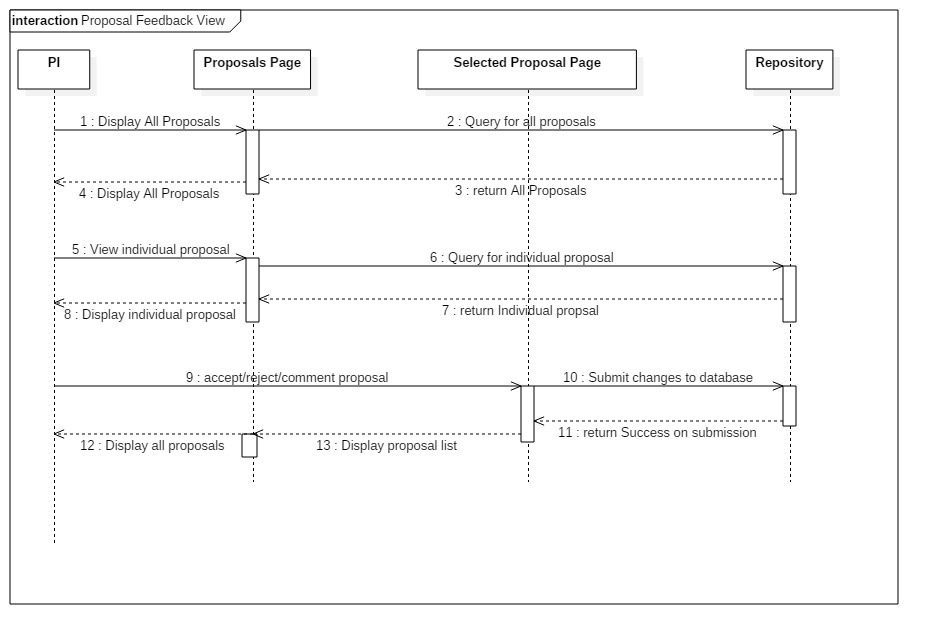 interaction Proposal Feedback View
PI
Proposals Page
Selected Proposal Page
Repository
1 : Display All Proposals
2 : Query for all proposals
3 : return All Proposals
4 : Display All Proposals
5 : View individual proposal
6 : Query for individual proposal
7 : return Individual propsal
8 : Display individual proposal
9 : accept/reject/comment proposal
10 : Submit changes to database
11 : return Success on submission
12 : Display all proposals
13 : Display proposal list